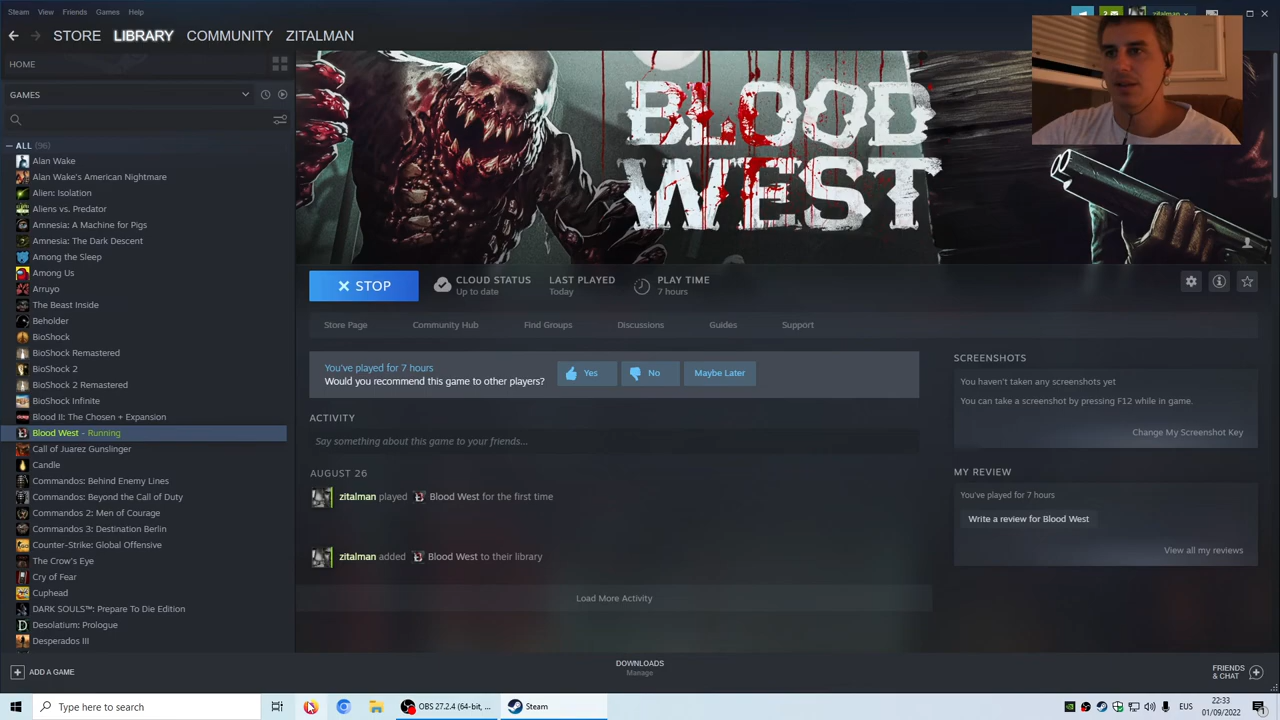 Steam View Friends Games Help
2 zitalman
STORE LIBRARY COMMUNITY ZITALMAN
HOME
GAMES
ALL (96)
Alan Wake
Alan Wake's American Nightmare
Alien: Isolation
Aliens vs. Predator
Amnesia: A Machine for Pigs
Amnesia: The Dark Descent
Among the Sleep
Among Us
Arruyo
The Beast Inside
Beholder
BioShock
BioShock Remastered
BioShock 2
BioShock 2 Remastered
BioShock Infinite
Blood II: The Chosen + Expansion
Blood West - Running
Call of Juarez Gunslinger
Candle
Commandos: Behind Enemy Lines
Commandos: Beyond the Call of Duty
Commandos 2: Men of Courage
Commandos 3: Destination Berlin
Counter-Strike: Global Offensive
The Crow's Eye
Cry of Fear
Cuphead
DARK SOULS™: Prepare To Die Edition
Desolatium: Prologue
Desperados III
ADD A GAME
BLOOD
WEST
STOP
CLOUD STATUS
Up to date
LAST PLAYED
Today
PLAY TIME
7 hours
Store Page Community Hub Find Groups Discussions Guides Support
You've played for 7 hours
Would you recommend this game to other players?
Yes No Maybe Later
ACTIVITY
Say something about this game to your friends...
AUGUST 26
zitalman played Blood West for the first time
zitalman added Blood West to their library
Load More Activity
SCREENSHOTS
You haven't taken any screenshots yet
You can take a screenshot by pressing F12 while in game.
Change My Screenshot Key
MY REVIEW
You've played for 7 hours
Write a review for Blood West
View all my reviews
DOWNLOADS
Manage
FRIENDS
& CHAT
Type here to search
OBS 27.2.4 (64-bit, ...
Steam
EUS
22:33
01/09/2022
1